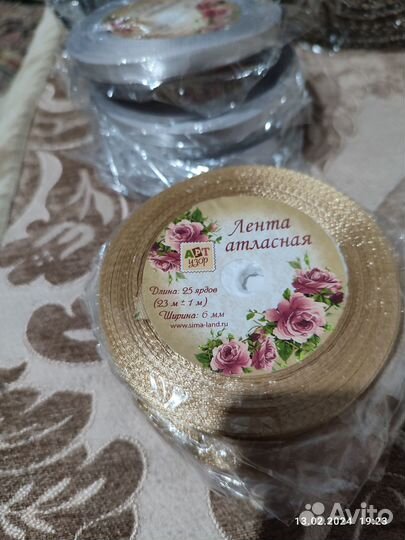 Лента
атласная
АРТ
УЗОР
Длина: 25 ярдов
(23 м ± 1 м)
Ширина: 6 мм
www.sima-land.ru
13.02.2024 19:23
Avito